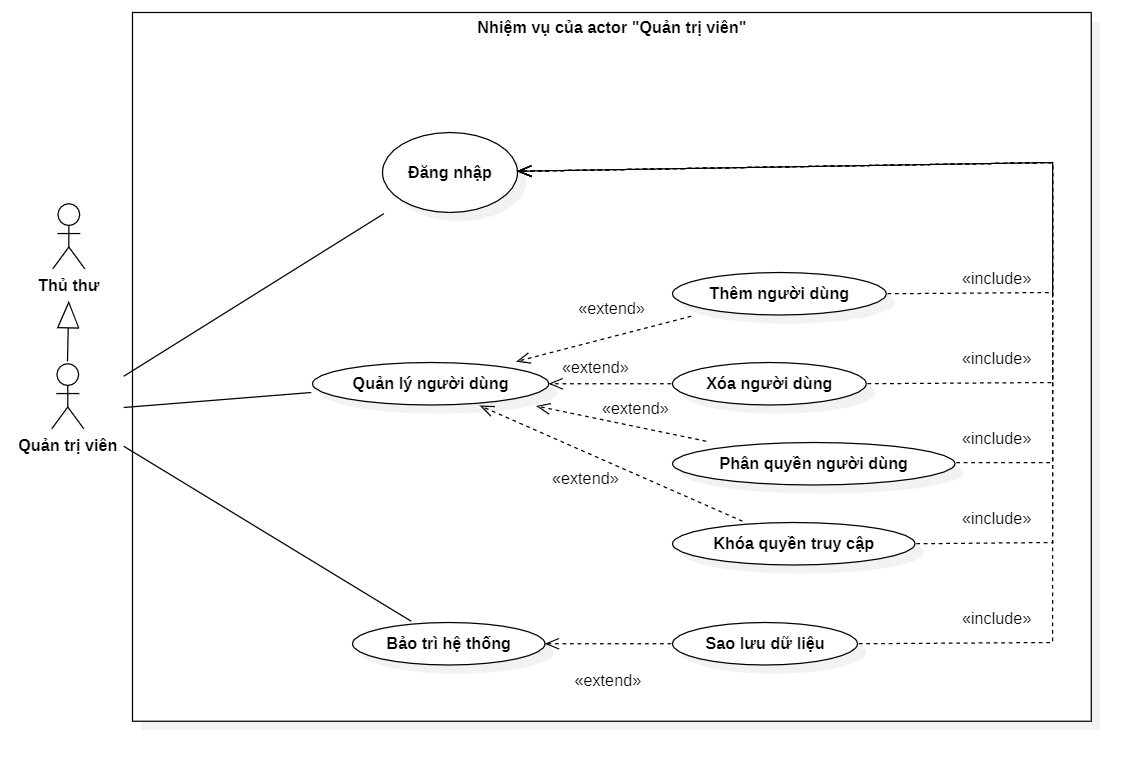 Nhiệm vụ của actor "Quản trị viên"
Đăng nhập
Thủ thư
«include»
Thêm người dùng
«extend»
«include»
«extend»
Quản lý người dùng
Xóa người dùng
«extend»
«include»
Quản trị viên
Phân quyền người dùng
«extend»
«include»
Khóa quyền truy cập
«include»
Bảo trì hệ thống
Sao lưu dữ liệu
«extend»